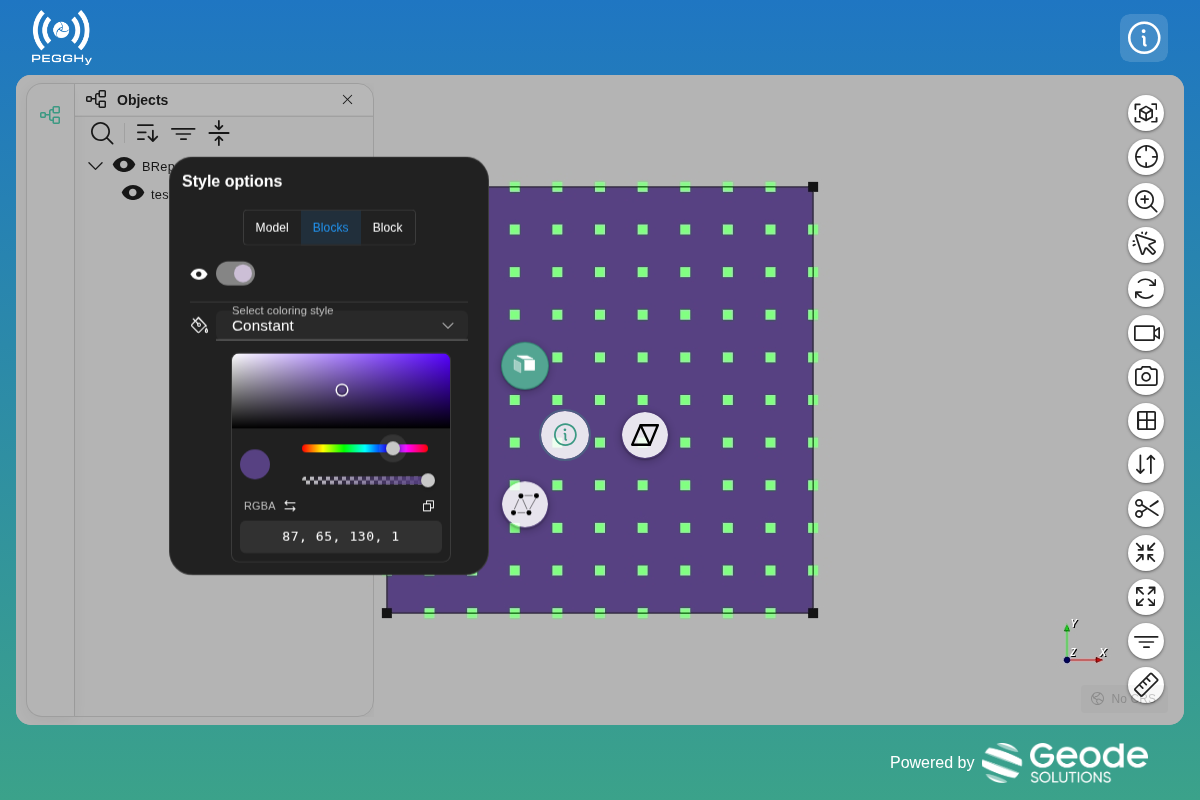 PEGGHy
Objects
BRep
tes
Style options
Model
Blocks
Block
Select coloring style
Constant
RGBA
87, 65, 130, 1
Y
Z
X
No CRS
Powered by
Geode
SOLUTIONS